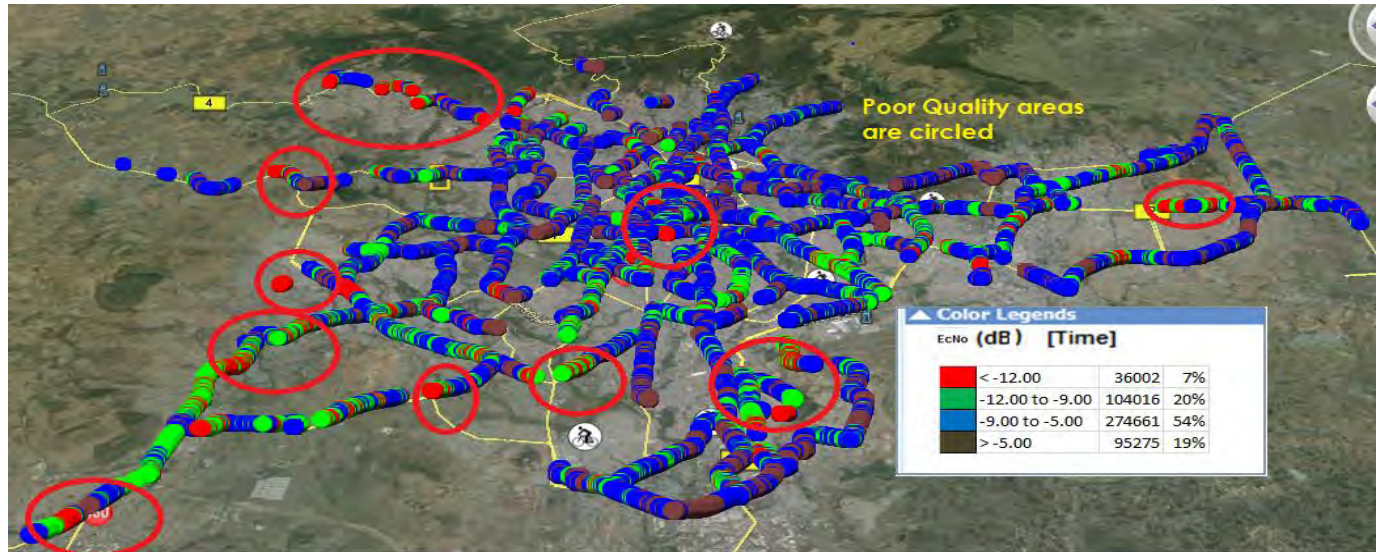 4
Poor Quality areas
are circled
Color Legends
EcNo (dB) [Time]
< -12.00 36002 7%
-12.00 to -9.00 104016 20%
-9.00 to -5.00 274661 54%
> -5.00 95275 19%